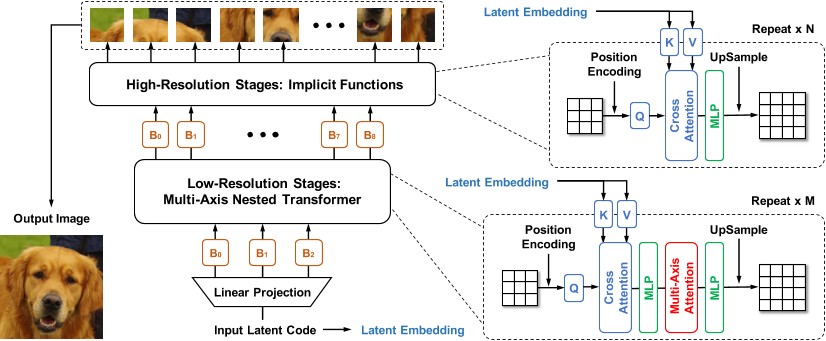 Latent Embedding
Repeat x N
K
V
Position
Encoding
UpSample
Q
Cross
Attention
MLP
High-Resolution Stages: Implicit Functions
B0
B1
B7
B8
Low-Resolution Stages:
Multi-Axis Nested Transformer
Output Image
B0
B1
B2
Linear Projection
Input Latent Code
Latent Embedding
Latent Embedding
Repeat x M
K
V
Position
Encoding
UpSample
Q
Cross
Attention
MLP
Multi-Axis
Attention
MLP